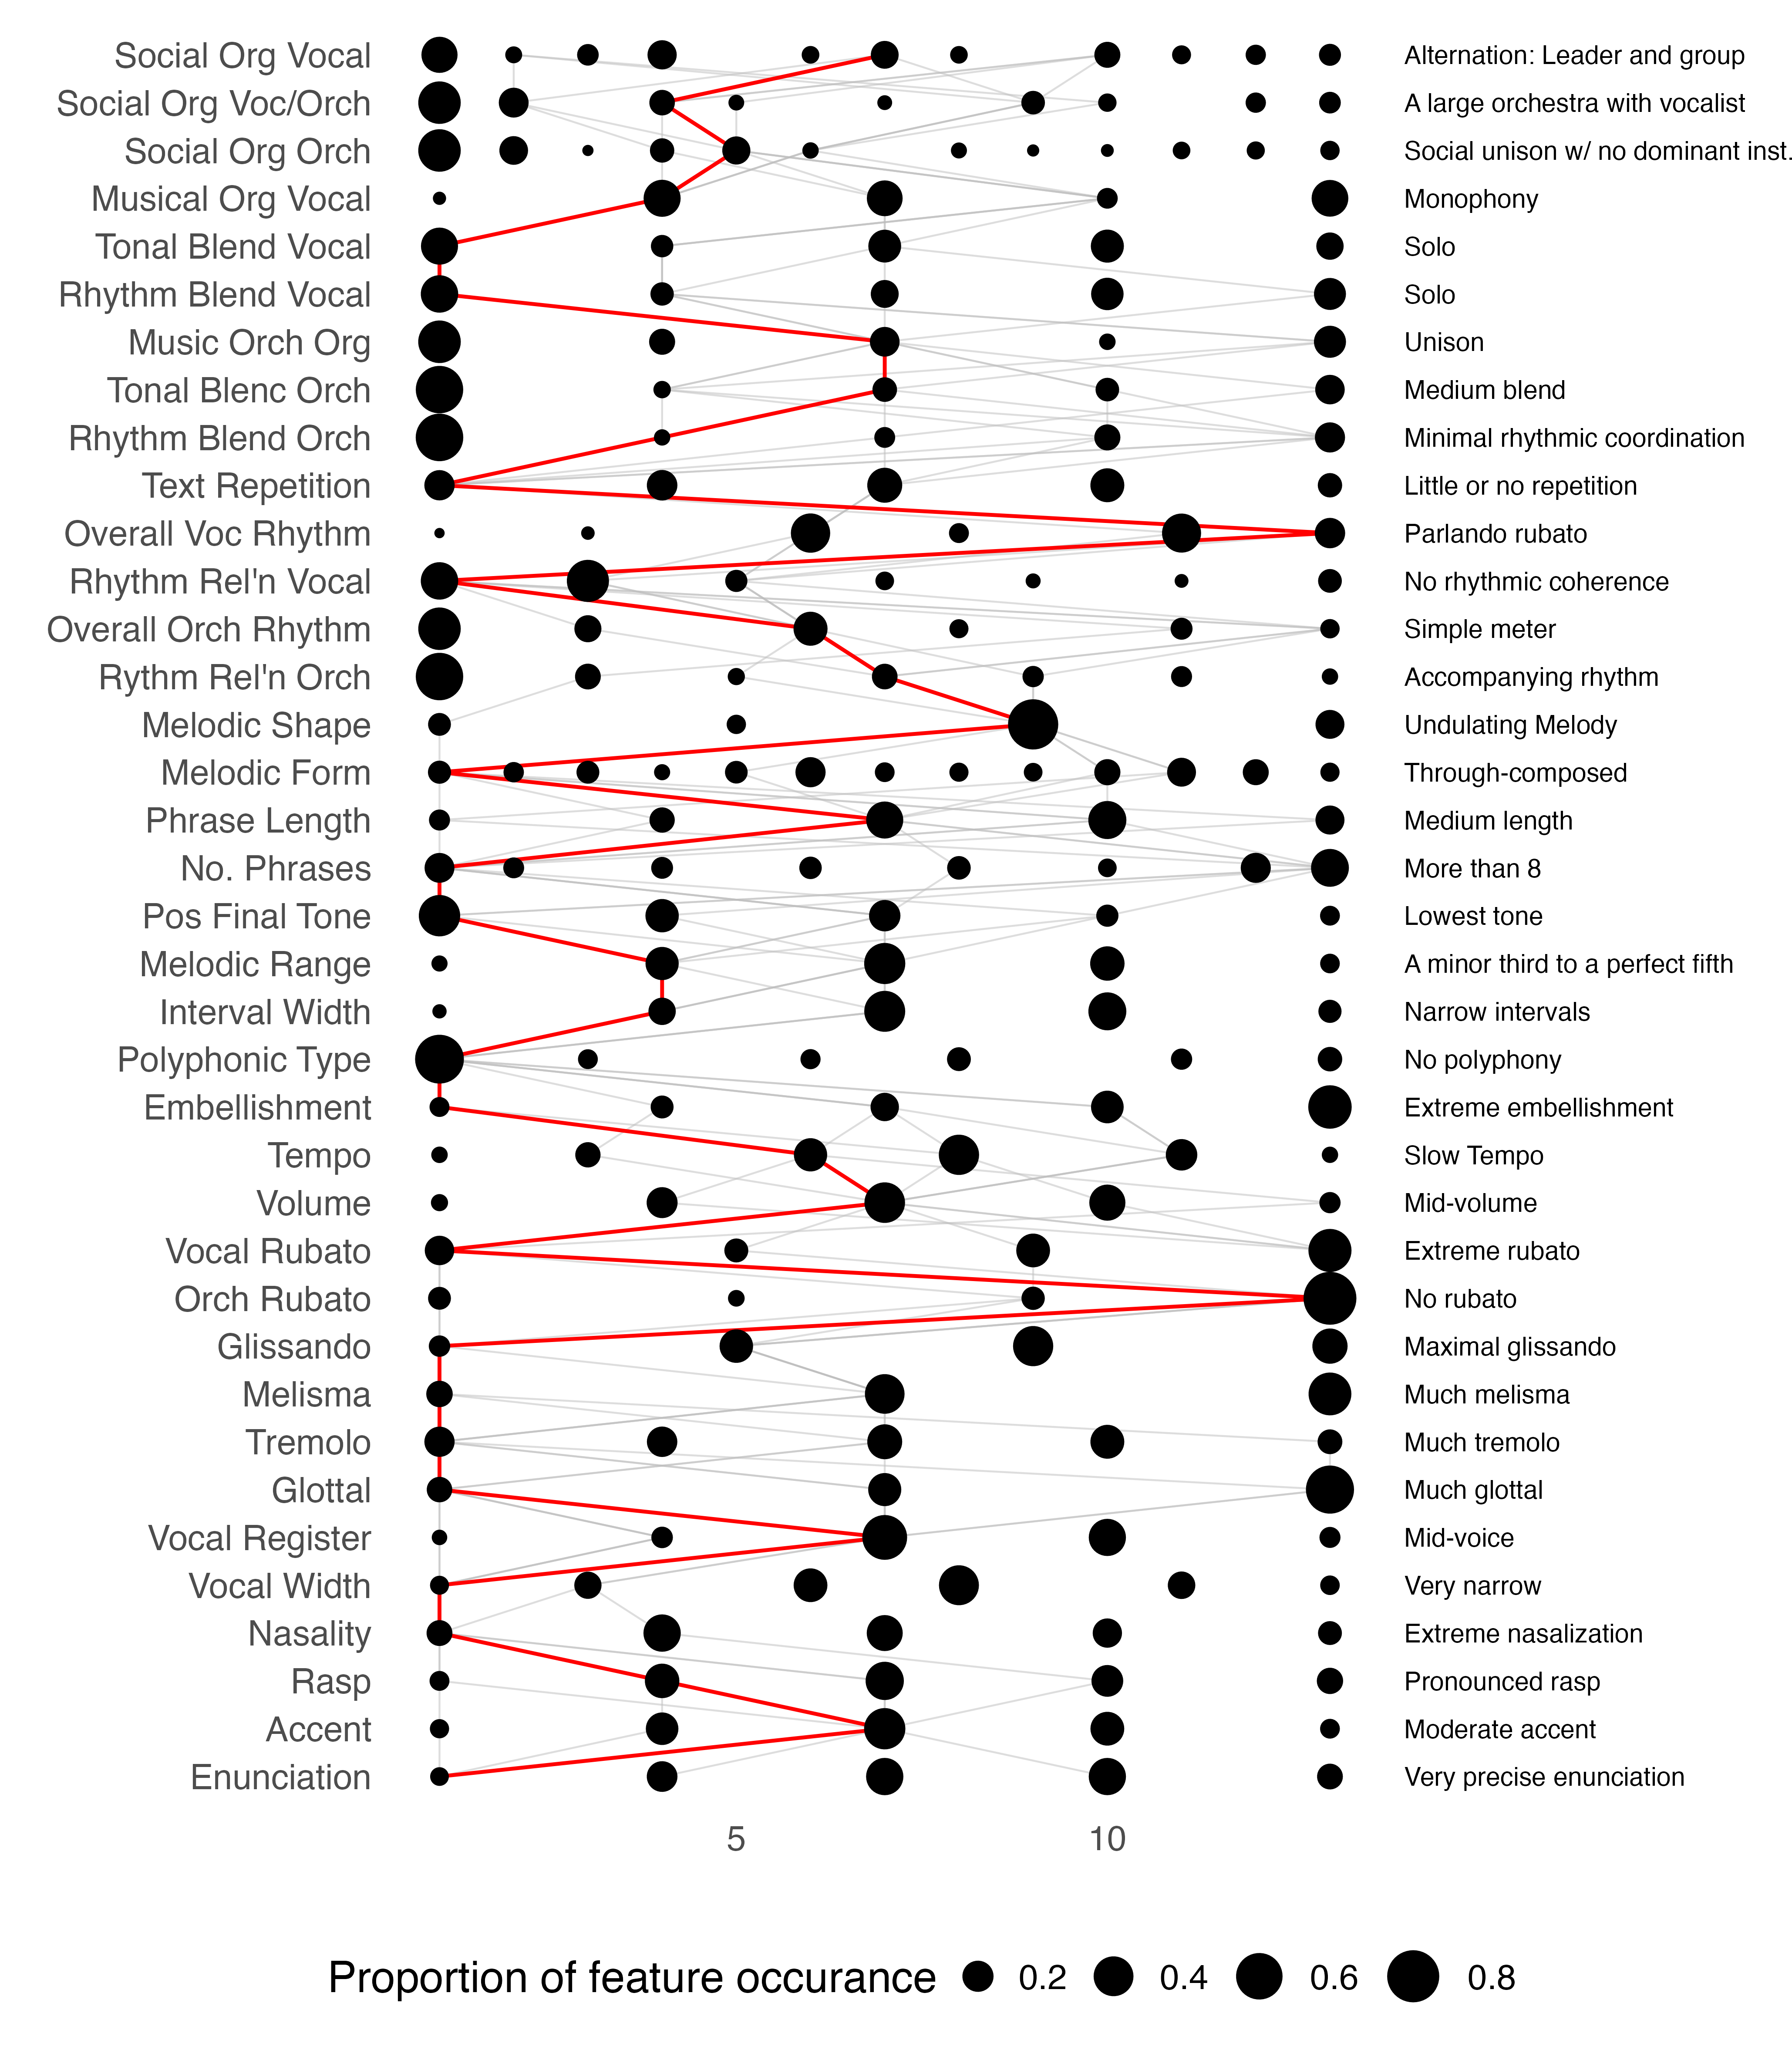 Social Org Vocal Alternation: Leader and group
Social Org Voc/Orch A large orchestra with vocalist
Social Org Orch Social unison w/ no dominant inst.
Musical Org Vocal Monophony
Tonal Blend Vocal Solo
Rhythm Blend Vocal Solo
Music Orch Org Unison
Tonal Blenc Orch Medium blend
Rhythm Blend Orch Minimal rhythmic coordination
Text Repetition Little or no repetition
Overall Voc Rhythm Parlando rubato
Rhythm Rel'n Vocal No rhythmic coherence
Overall Orch Rhythm Simple meter
Rythm Rel'n Orch Accompanying rhythm
Melodic Shape Undulating Melody
Melodic Form Through-composed
Phrase Length Medium length
No. Phrases More than 8
Pos Final Tone Lowest tone
Melodic Range A minor third to a perfect fifth
Interval Width Narrow intervals
Polyphonic Type No polyphony
Embellishment Extreme embellishment
Tempo Slow Tempo
Volume Mid-volume
Vocal Rubato Extreme rubato
Orch Rubato No rubato
Glissando Maximal glissando
Melisma Much melisma
Tremolo Much tremolo
Glottal Much glottal
Vocal Register Mid-voice
Vocal Width Very narrow
Nasality Extreme nasalization
Rasp Pronounced rasp
Accent Moderate accent
Enunciation Very precise enunciation
5 10
Proportion of feature occurance 0.2 0.4 0.6 0.8